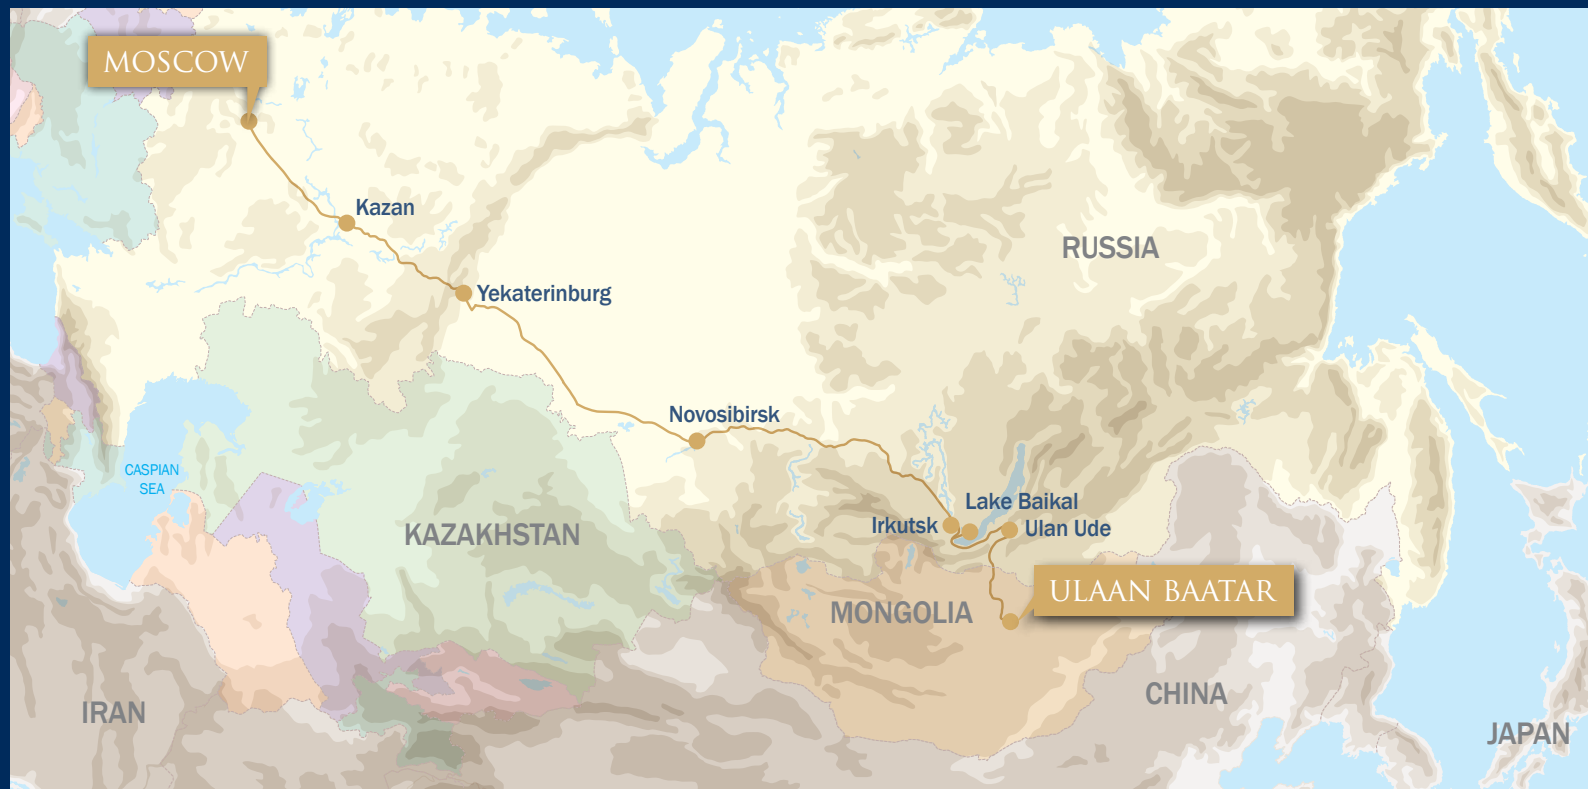 MOSCOW
Kazan
RUSSIA
Yekaterinburg
Novosibirsk
CASPIAN
SEA
KAZAKHSTAN
Lake Baikal
Irkutsk
Ulan Ude
ULAAN BAATAR
MONGOLIA
CHINA
IRAN
JAPAN